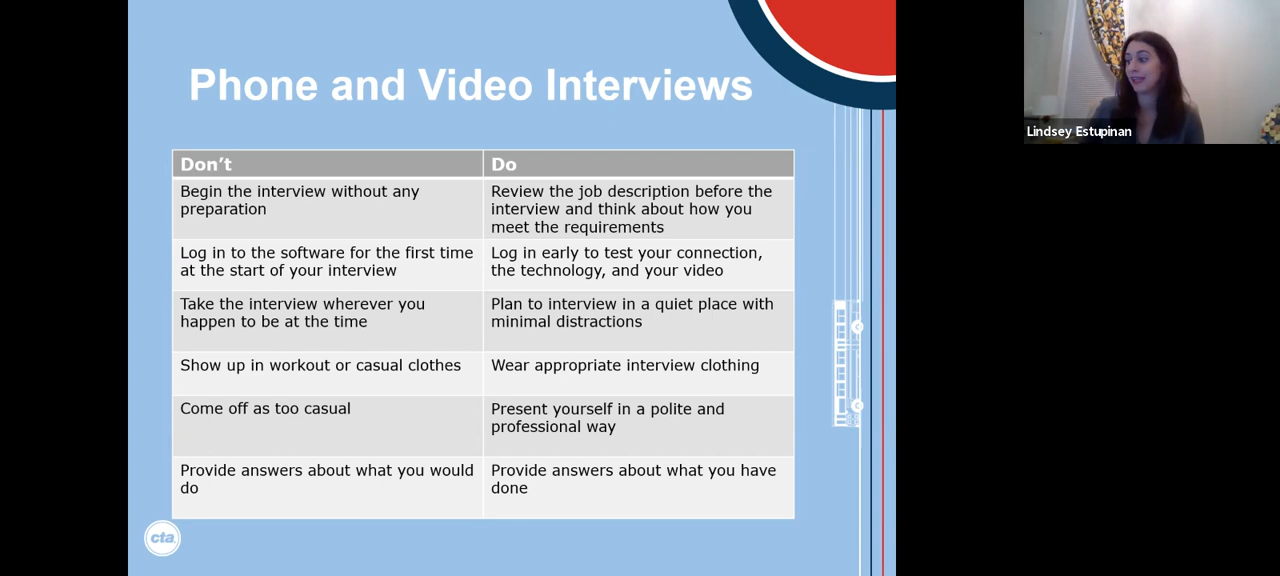 Phone and Video Interviews
Don’t
Do
Begin the interview without any
preparation
Review the job description before the
interview and think about how you
meet the requirements
Log in to the software for the first time
at the start of your interview
Log in early to test your connection,
the technology, and your video
Take the interview wherever you
happen to be at the time
Plan to interview in a quiet place with
minimal distractions
Show up in workout or casual clothes
Wear appropriate interview clothing
Come off as too casual
Present yourself in a polite and
professional way
Provide answers about what you would
do
Provide answers about what you have
done
cta
Lindsey Estupinan